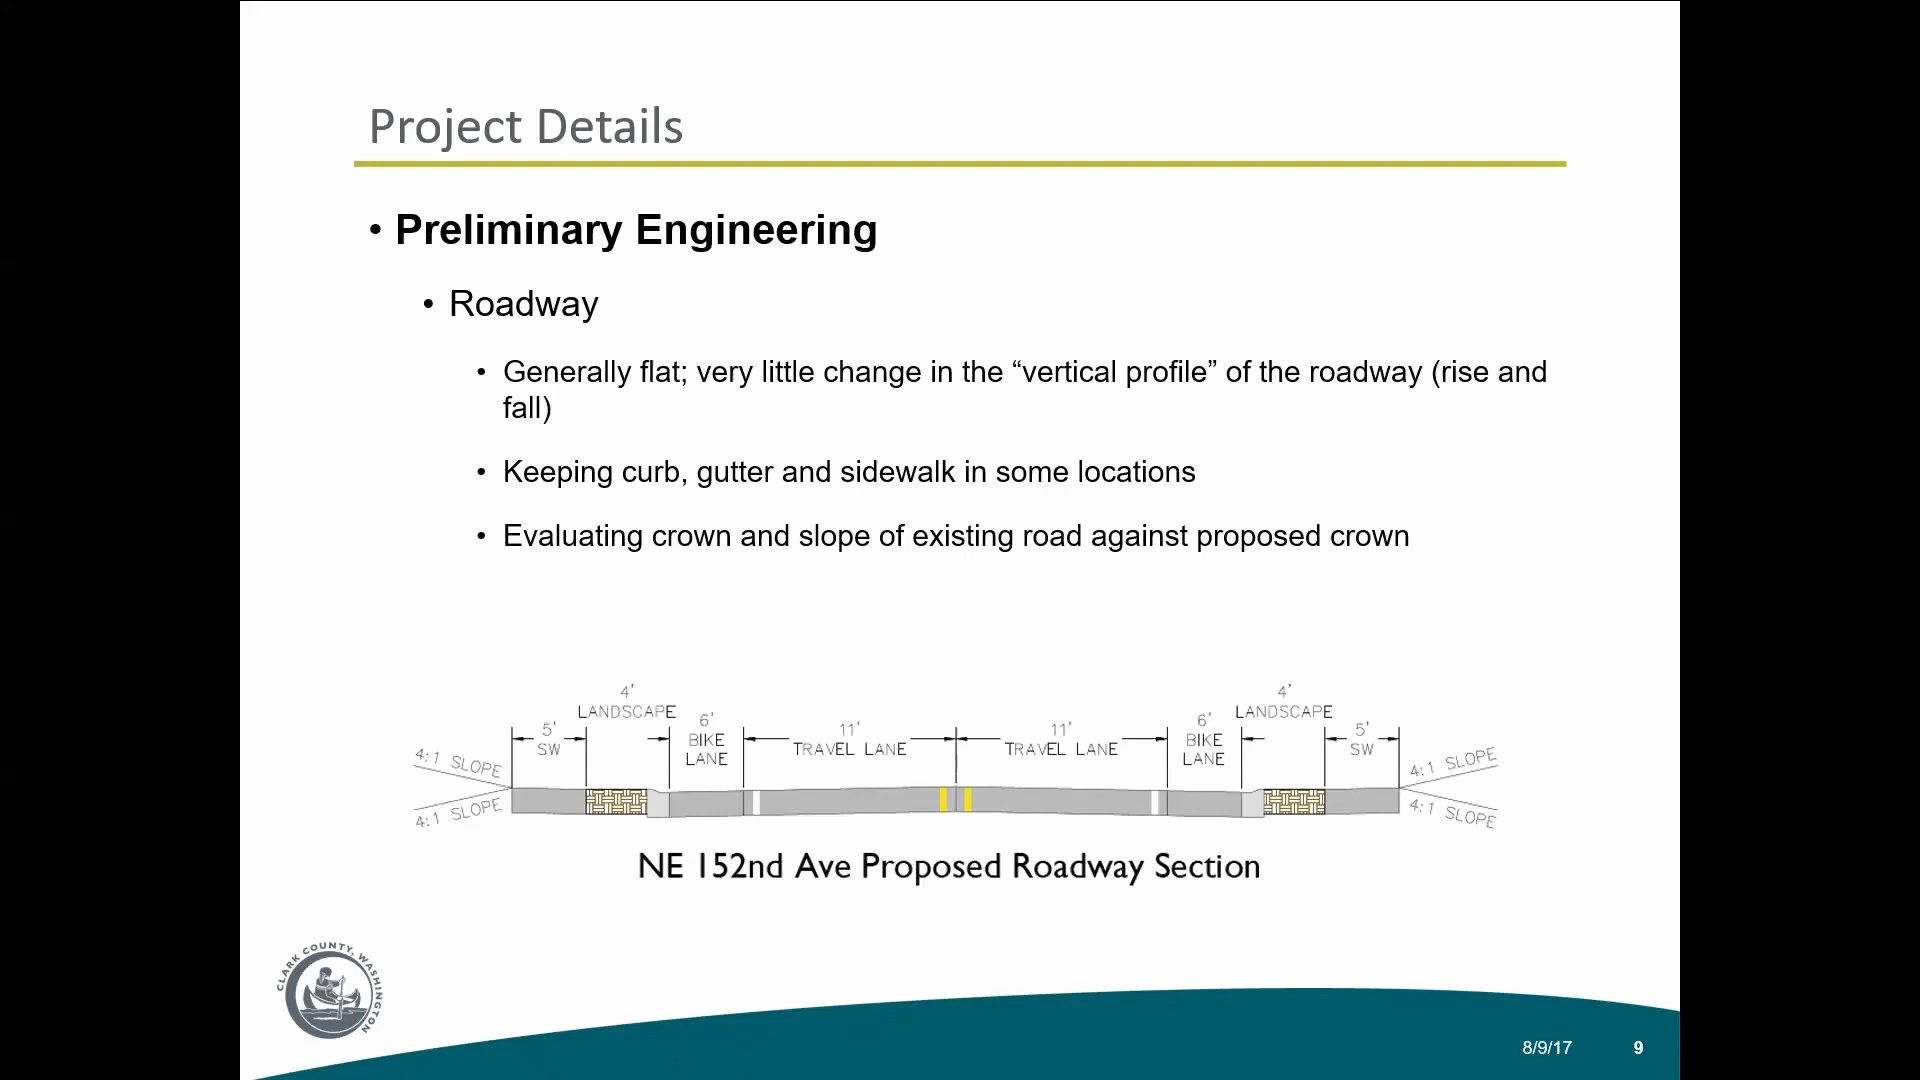 Project Details
• Preliminary Engineering
• Roadway
• Generally flat; very little change in the “vertical profile” of the roadway (rise and
fall)
• Keeping curb, gutter and sidewalk in some locations
• Evaluating crown and slope of existing road against proposed crown
4:1 SLOPE
4:1 SLOPE
5'
SW
4'
LANDSCAPE
6'
BIKE
LANE
11'
TRAVEL LANE
11'
TRAVEL LANE
6'
BIKE
LANE
4'
LANDSCAPE
5'
SW
4:1 SLOPE
4:1 SLOPE
NE 152nd Ave Proposed Roadway Section
CLARK COUNTY, WASHINGTON
8/9/17
9